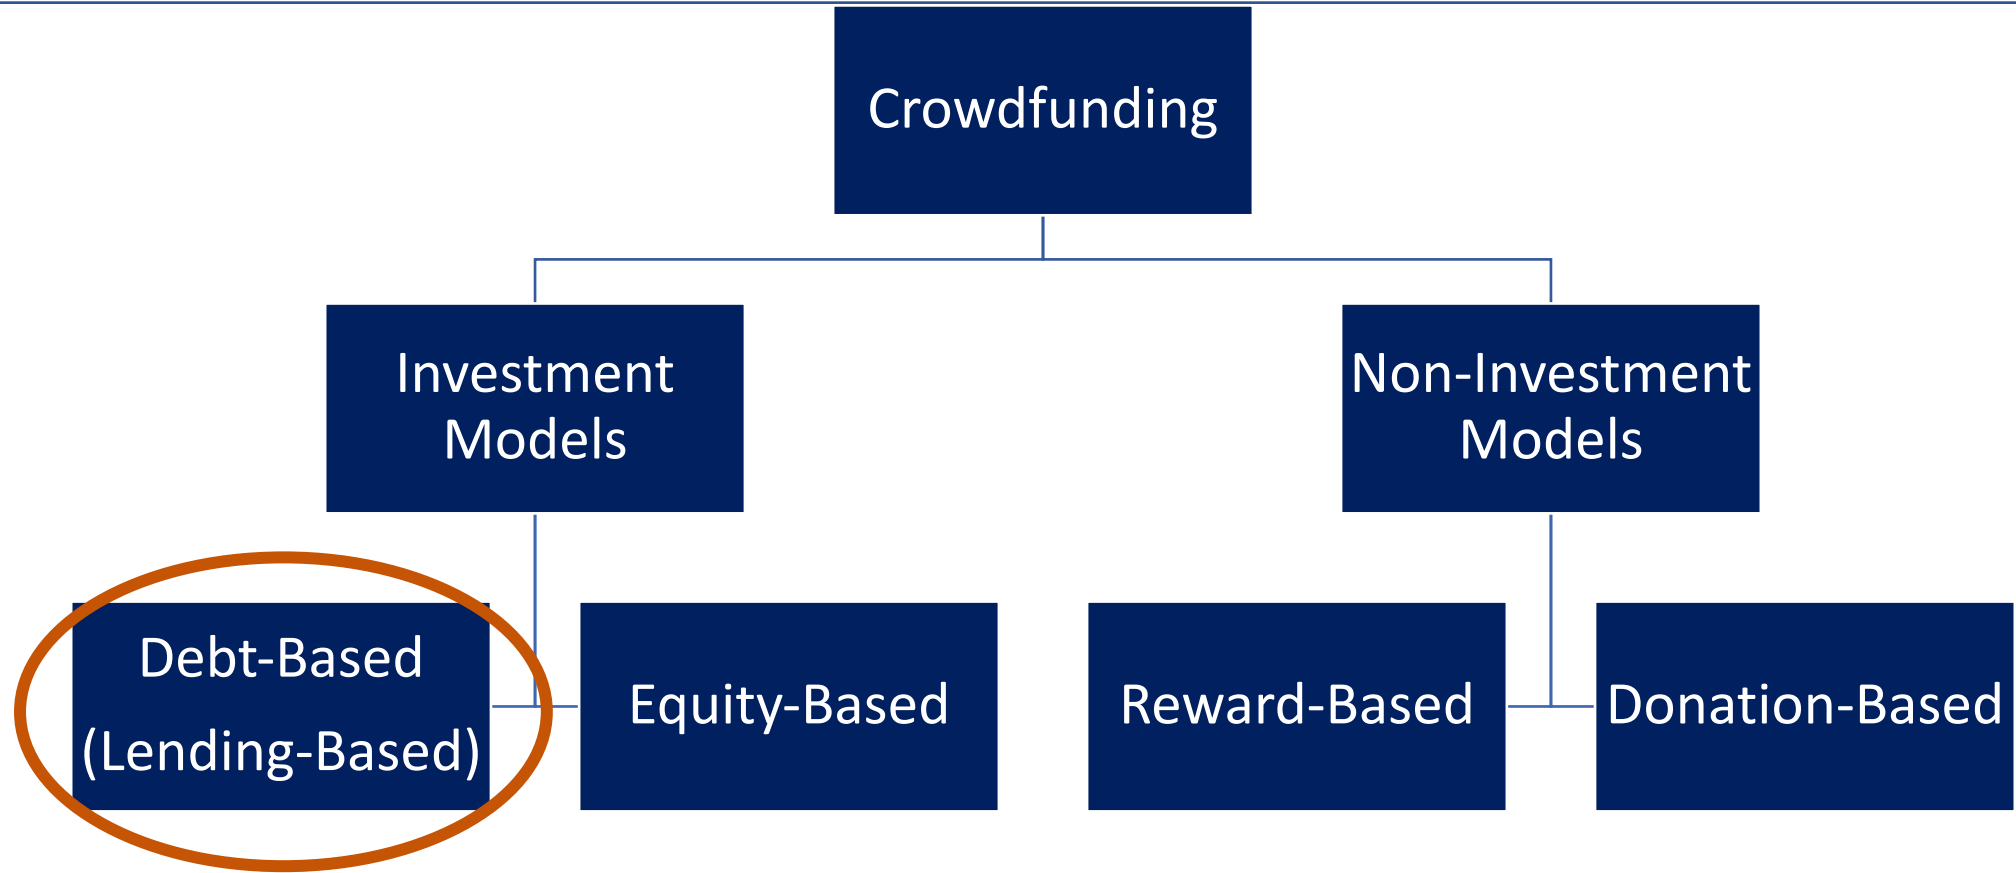 Crowdfunding
Investment
Models
Non-Investment
Models
Debt-Based
(Lending-Based)
Equity-Based
Reward-Based
Donation-Based